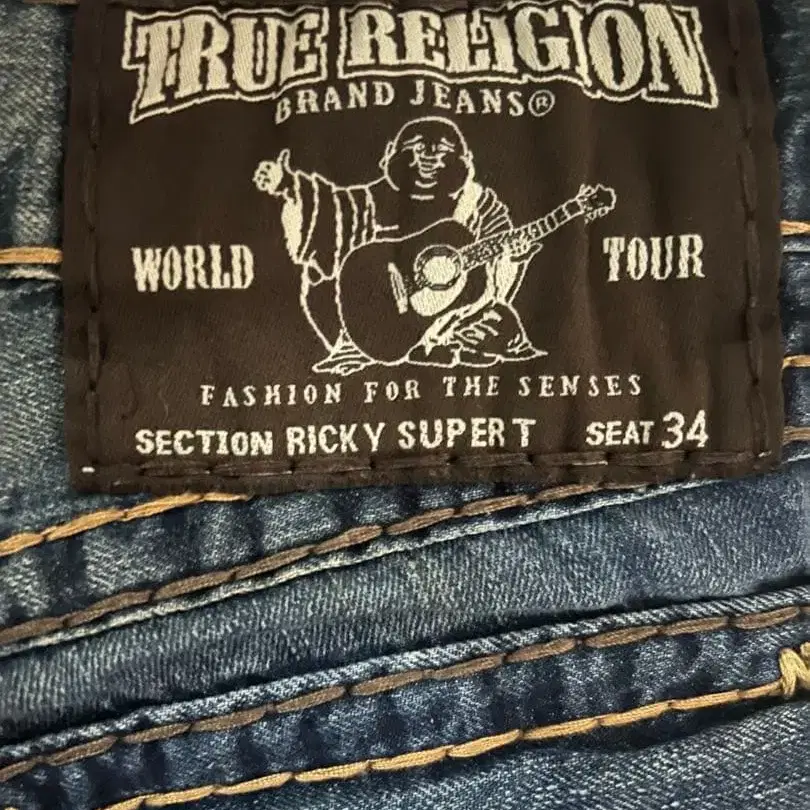 TRUE RELIGION
BRAND JEANS®
WORLD TOUR
FASHION FOR THE SENSES
SECTION RICKY SUPER T SEAT 34